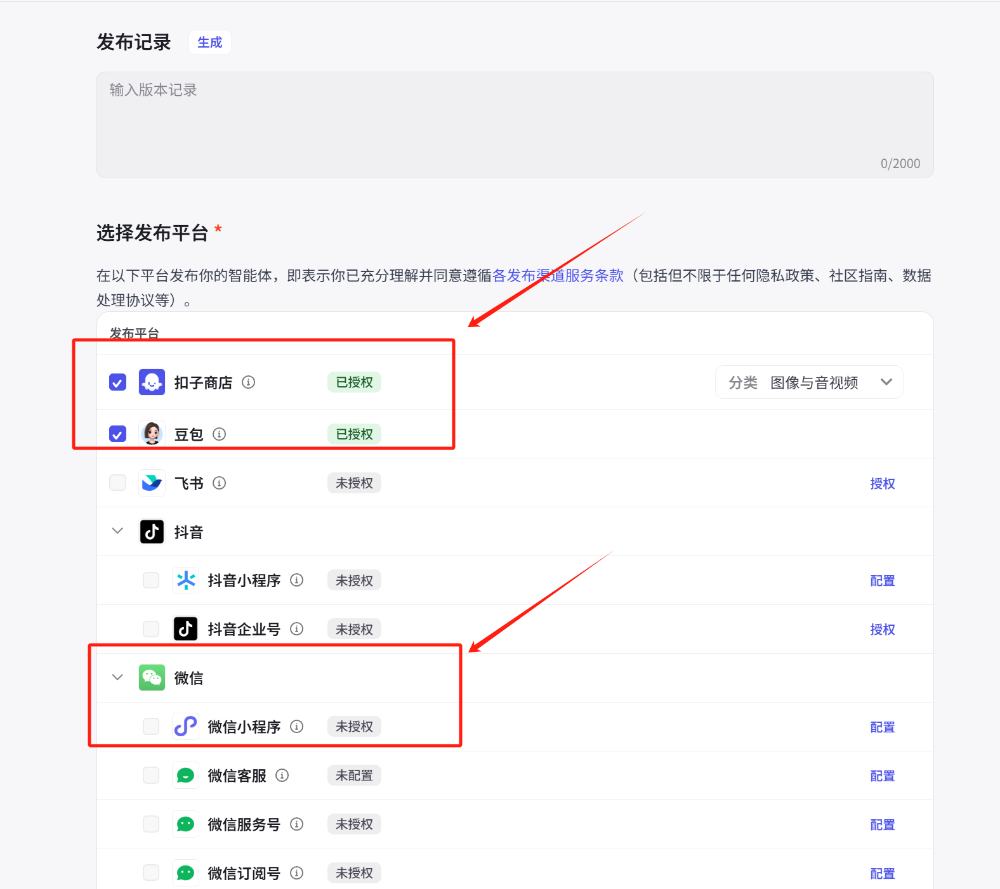 发布记录 生成
输入版本记录
0/2000
选择发布平台 *
在以下平台发布你的智能体，即表示你已充分理解并同意遵循各发布渠道服务条款（包括但不限于任何隐私政策、社区指南、数据
处理协议等）。
发布平台
扣子商店 已授权 分类 图像与音视频
豆包 已授权
飞书 未授权 授权
抖音
抖音小程序 未授权 配置
抖音企业号 未授权 授权
微信
微信小程序 未授权 配置
微信客服 未配置 配置
微信服务号 未授权 配置
微信订阅号 未授权 配置